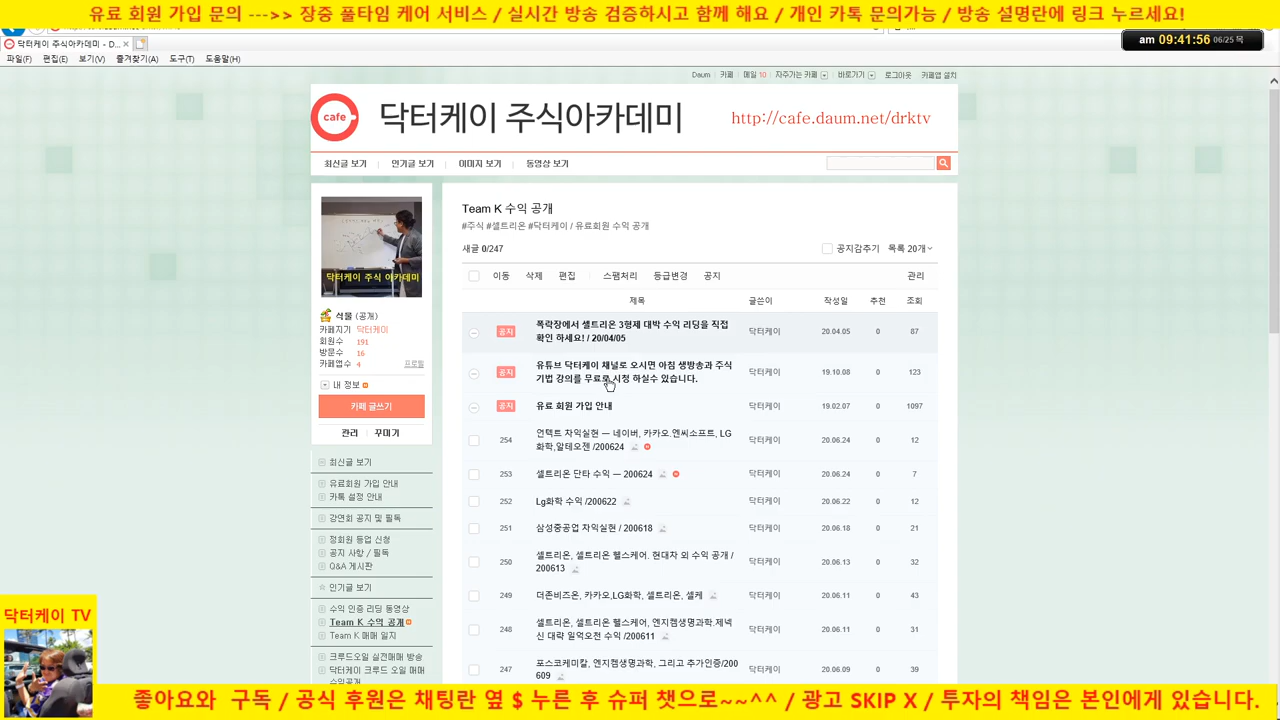 유료 회원 가입 문의 --->> 장중 풀타임 케어 서비스 / 실시간 방송 검증하시고 함께 해요 / 개인 카톡 문의가능 / 방송 설명란에 링크 누르세요!
닥터케이 주식아카데미 - D...
am 09:41:56 06/25 목
파일(F) 편집(E) 보기(V) 즐겨찾기(A) 도구(T) 도움말(H)
Daum 카페 메일 10 자주가는 카페 바로가기 로그아웃 카페앱 설치
cafe 닥터케이 주식아카데미 http://cafe.daum.net/drktv
최신글 보기 인기글 보기 이미지 보기 동영상 보기
닥터케이 주식 아카데미
석물 (공개)
카페지기 닥터케이
회원수 191
방문수 16
카페앱수 4 프로필
내 정보
카페 글쓰기
관리 꾸미기
최신글 보기
유료회원 가입 안내
카톡 설정 안내
강연회 공지 및 필독
정회원 등업 신청
공지 사항 / 필독
Q&A 게시판
인기글 보기
수익 인증 리딩 동영상
Team K 수익 공개
Team K 매매 일지
크루드오일 실전매매 방송
닥터케이 크루드 오일 매매
수익공개
Team K 수익 공개
#주식 #셀트리온 #닥터케이 / 유료회원 수익 공개
새글 0/247 공지감추기 목록 20개
이동 삭제 편집 스팸처리 등급변경 공지 관리
제목 글쓴이 작성일 추천 조회
공지 폭락장에서 셀트리온 3형제 대박 수익 리딩을 직접
확인 하세요! / 20/04/05 닥터케이 20.04.05 0 87
공지 유튜브 닥터케이 채널로 오시면 아침 생방송과 주식
기법 강의를 무료로 시청 하실수 있습니다. 닥터케이 19.10.08 0 123
공지 유료 회원 가입 안내 닥터케이 19.02.07 0 1097
254 언텍트 차익실현 ㅡ 네이버, 카카오.엔씨소프트, LG
화학,알테오젠 /200624 닥터케이 20.06.24 0 12
253 셀트리온 단타 수익 ㅡ 200624 닥터케이 20.06.24 0 7
252 Lg화학 수익 /200622 닥터케이 20.06.22 0 12
251 삼성중공업 차익실현 / 200618 닥터케이 20.06.18 0 21
250 셀트리온, 셀트리온 헬스케어. 현대차 외 수익 공개 /
200613 닥터케이 20.06.13 0 32
249 더존비즈온, 카카오,LG화학, 셀트리온, 셀케 닥터케이 20.06.11 0 43
248 셀트리온, 셀트리온 헬스케어, 엔지켐생명과학.제넥
신 대략 일억오천 수익 /200611 닥터케이 20.06.11 0 31
247 포스코케미칼, 엔지켐생명과학, 그리고 추가인증/200
609 닥터케이 20.06.09 0 39
닥터케이 TV
좋아요와 구독 / 공식 후원은 채팅란 옆 $ 누른 후 슈퍼 챗으로~~^^ / 광고 SKIP X / 투자의 책임은 본인에게 있습니다.